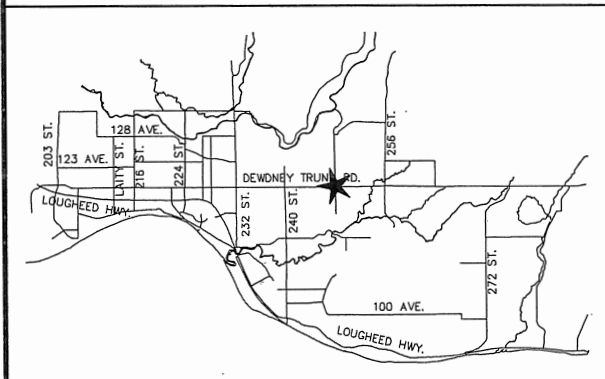 128 AVE.
203 ST.
123 AVE.
LAITY ST.
216 ST.
224 ST.
256 ST.
DEWDNEY TRUNK RD.
LOUGHEED HWY.
232 ST.
240 ST.
272 ST.
100 AVE.
LOUGHEED HWY.